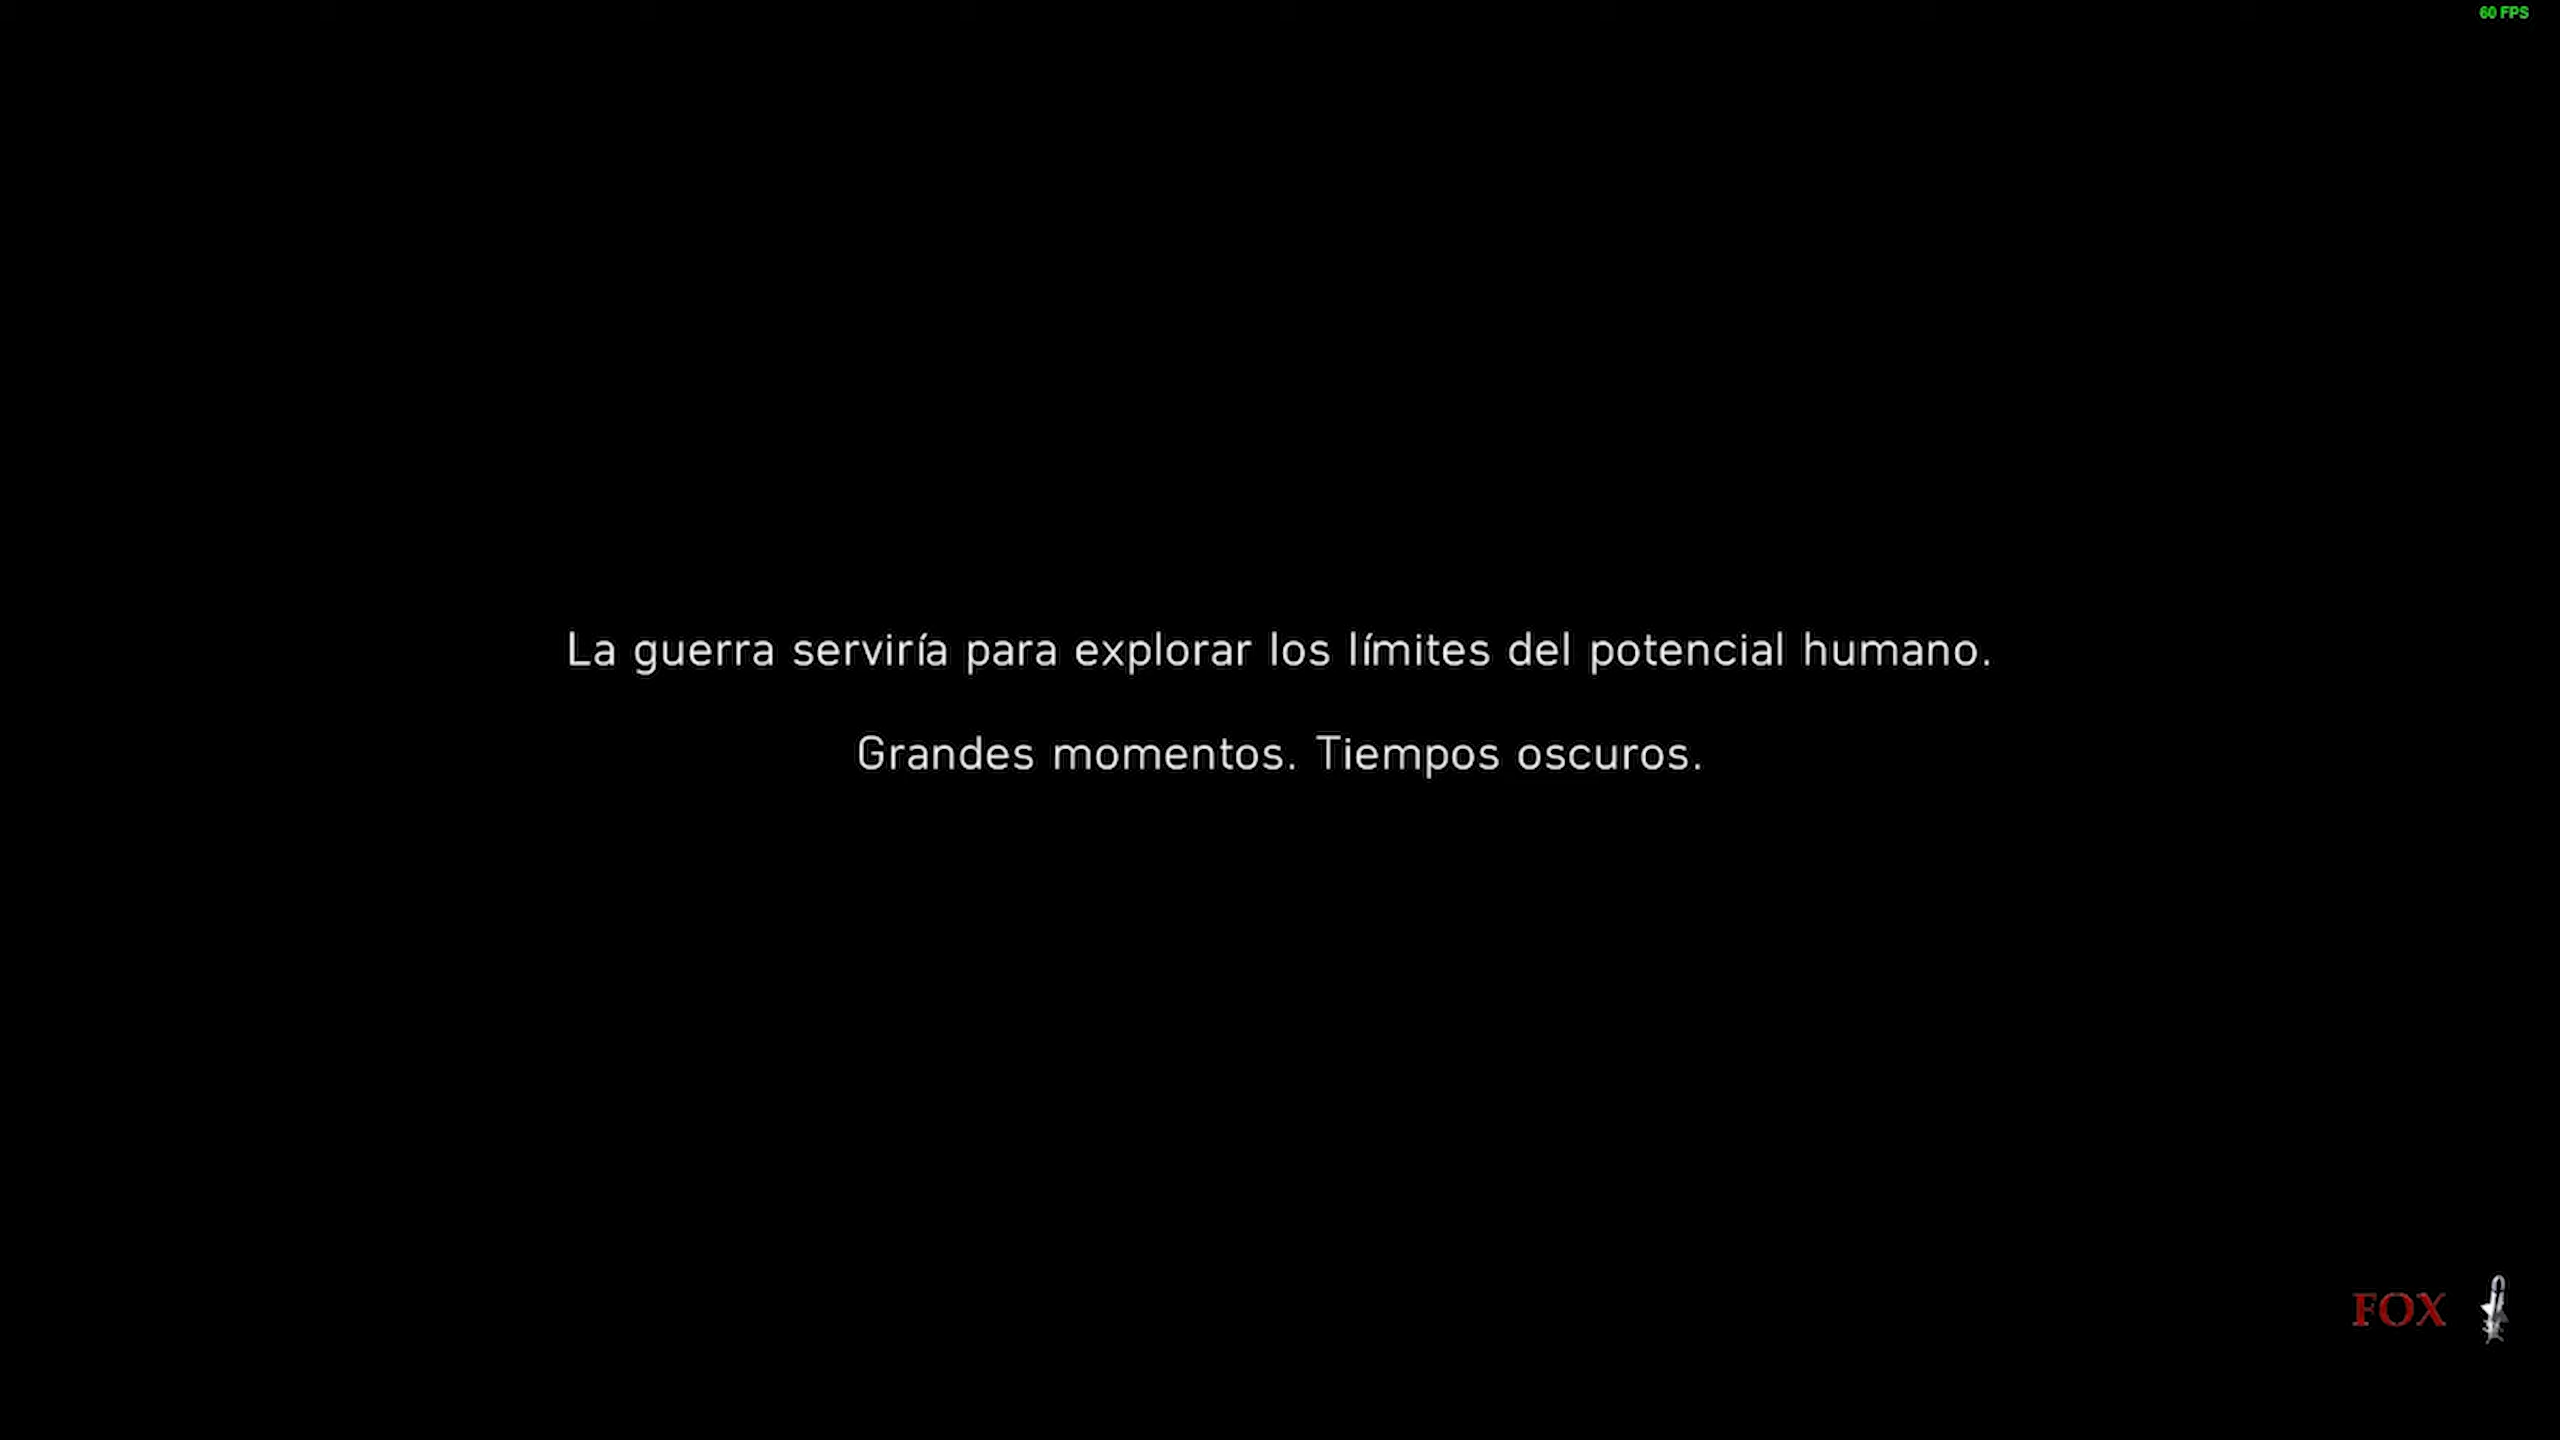 60 FPS
La guerra serviría para explorar los límites del potencial humano.
Grandes momentos. Tiempos oscuros.
FOX